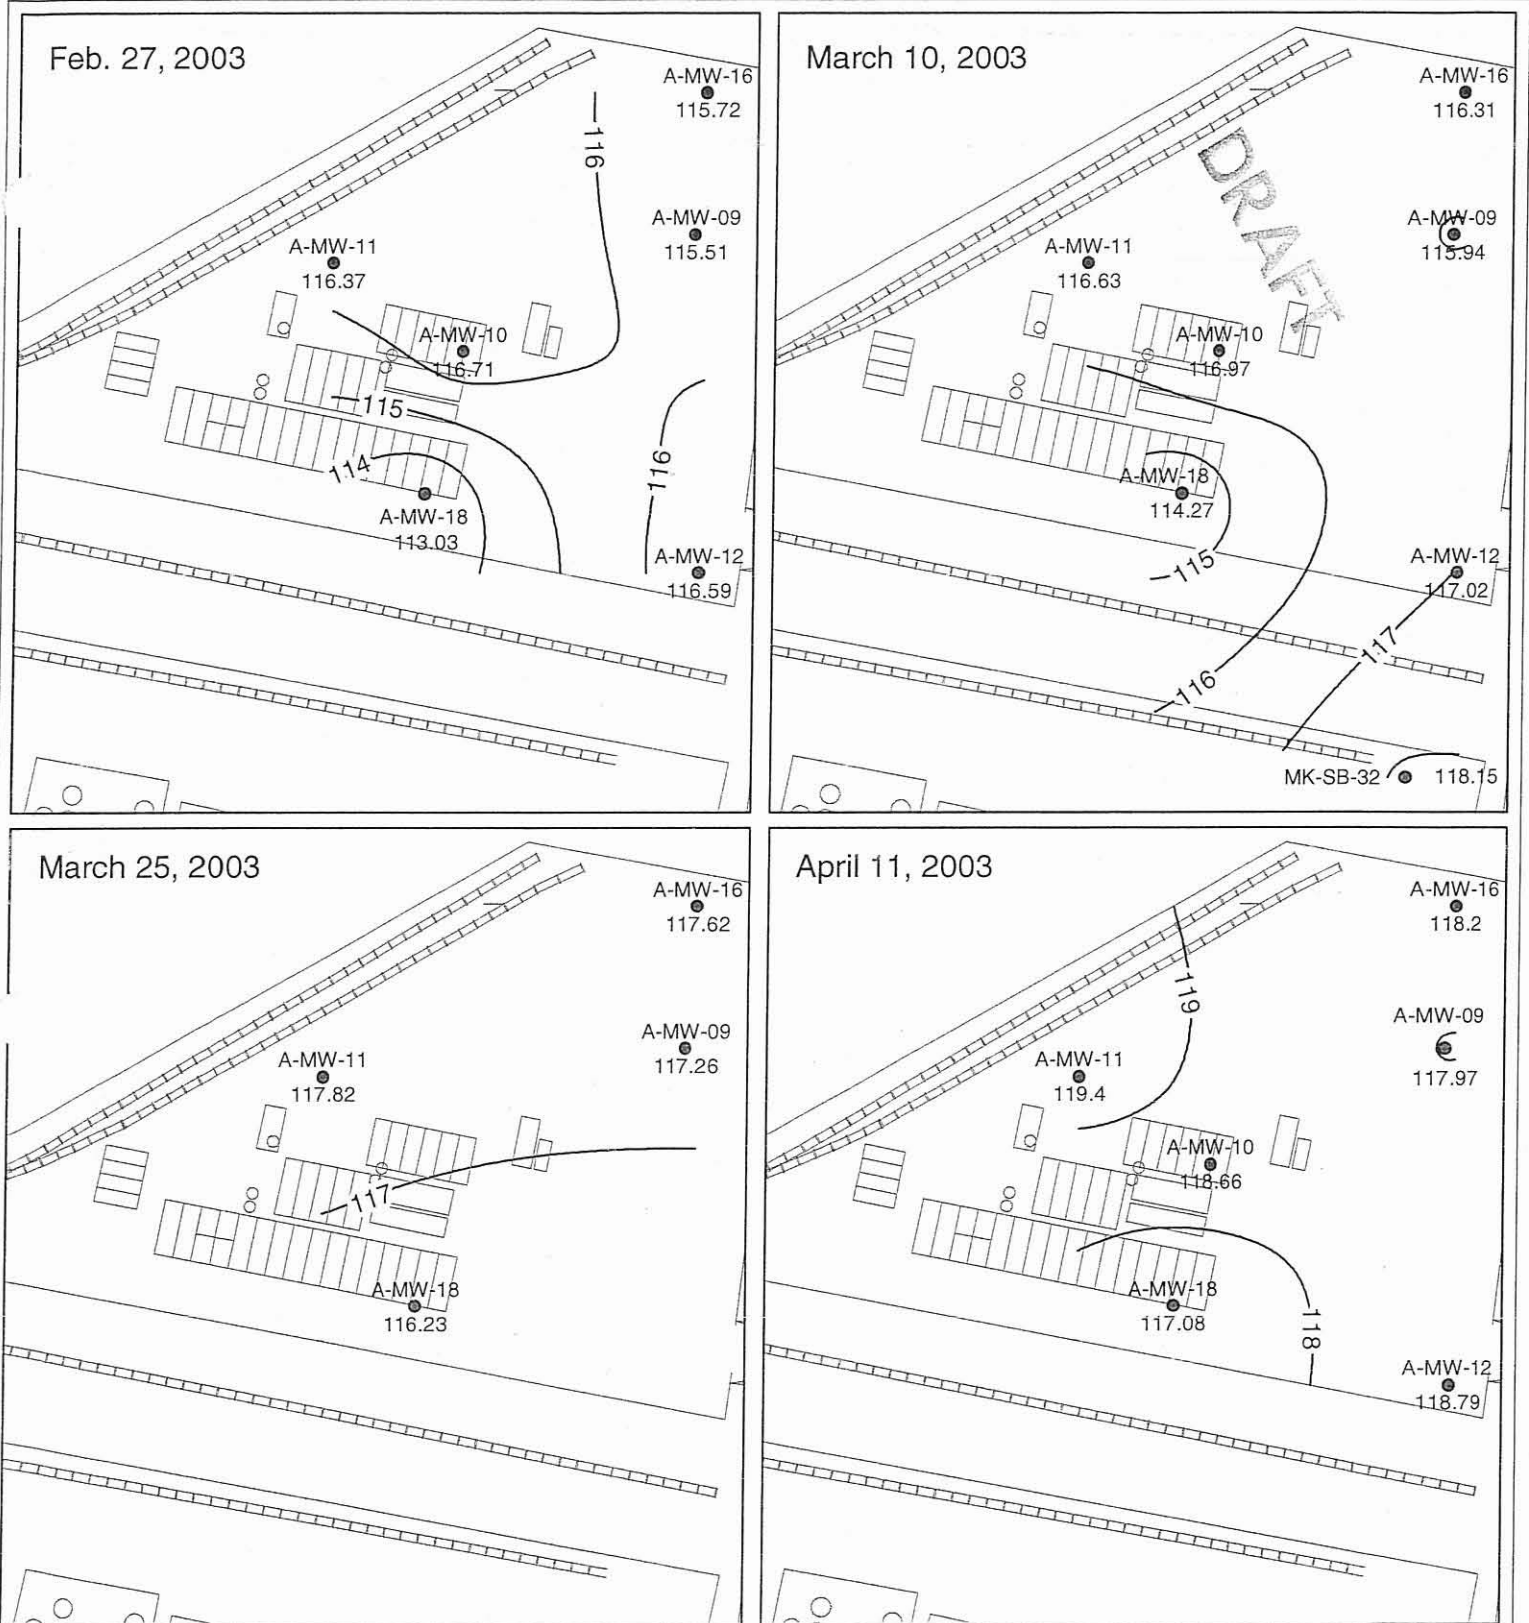 Feb. 27, 2003
A-MW-16
115.72
116
A-MW-09
115.51
A-MW-11
116.37
A-MW-10
116.71
115
114
116
A-MW-18
113.03
A-MW-12
116.59
March 10, 2003
A-MW-16
116.31
DRAFT
A-MW-09
115.94
A-MW-11
116.63
A-MW-10
116.97
A-MW-18
114.27
115
A-MW-12
117.02
117
116
MK-SB-32
118.15
March 25, 2003
A-MW-16
117.62
A-MW-09
117.26
A-MW-11
117.82
117
A-MW-18
116.23
April 11, 2003
A-MW-16
118.2
119
A-MW-09
117.97
A-MW-11
119.4
A-MW-10
118.66
A-MW-18
117.08
118
A-MW-12
118.79